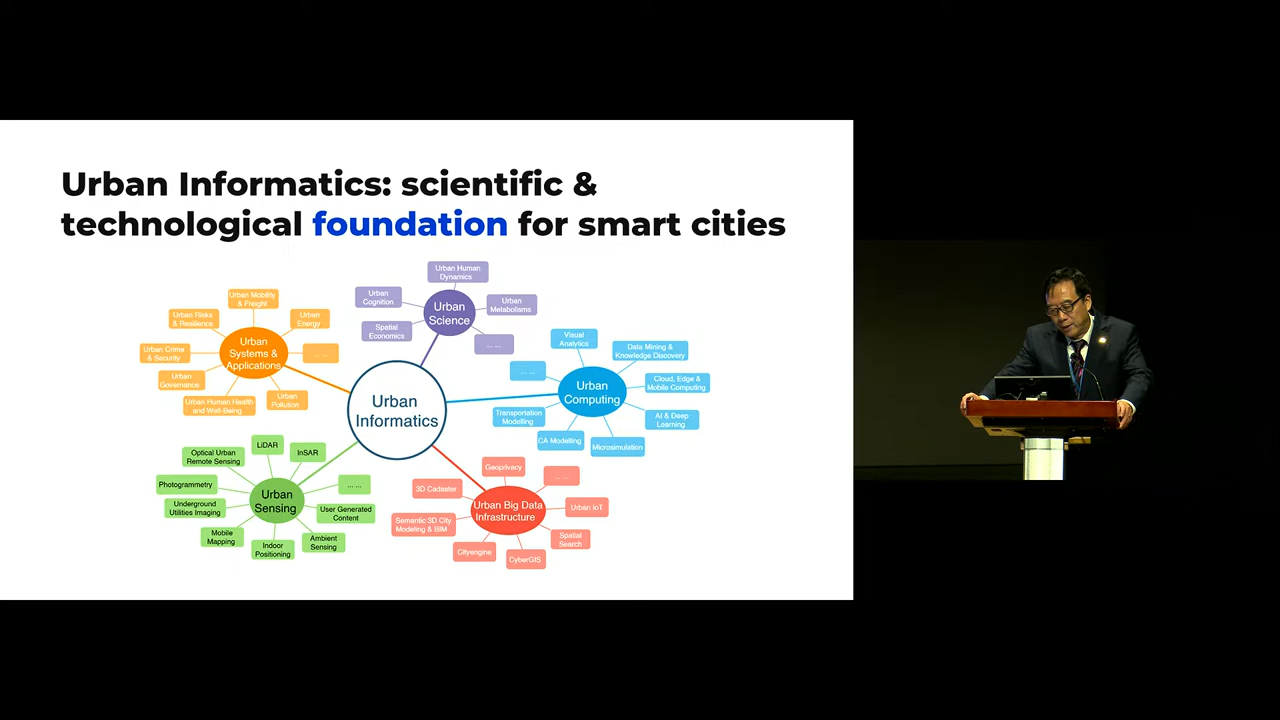 Urban Informatics: scientific &
technological foundation for smart cities
Urban Informatics
Urban
Informatics
Urban
Science
Urban Human
Dynamics
Urban
Cognition
Urban
Metabolisms
Spatial
Economics
... ...
Urban
Systems &
Applications
Urban Mobility
& Freight
Urban Risks
& Resilience
Urban
Energy
Urban Crime
& Security
... ...
Urban
Governance
Urban Human Health
and Well-Being
Urban
Pollution
Urban
Computing
Visual
Analytics
Data Mining &
Knowledge Discovery
... ...
Cloud, Edge &
Mobile Computing
Transportation
Modelling
AI & Deep
Learning
CA Modelling
Microsimulation
Urban
Sensing
LiDAR
InSAR
Optical Urban
Remote Sensing
Photogrammetry
... ...
Underground
Utilities Imaging
User Generated
Content
Mobile
Mapping
Indoor
Positioning
Ambient
Sensing
Urban Big Data
Infrastructure
Geoprivacy
... ...
3D Cadaster
Urban IoT
Semantic 3D City
Modeling & BIM
Spatial
Search
Cityengine
CyberGIS